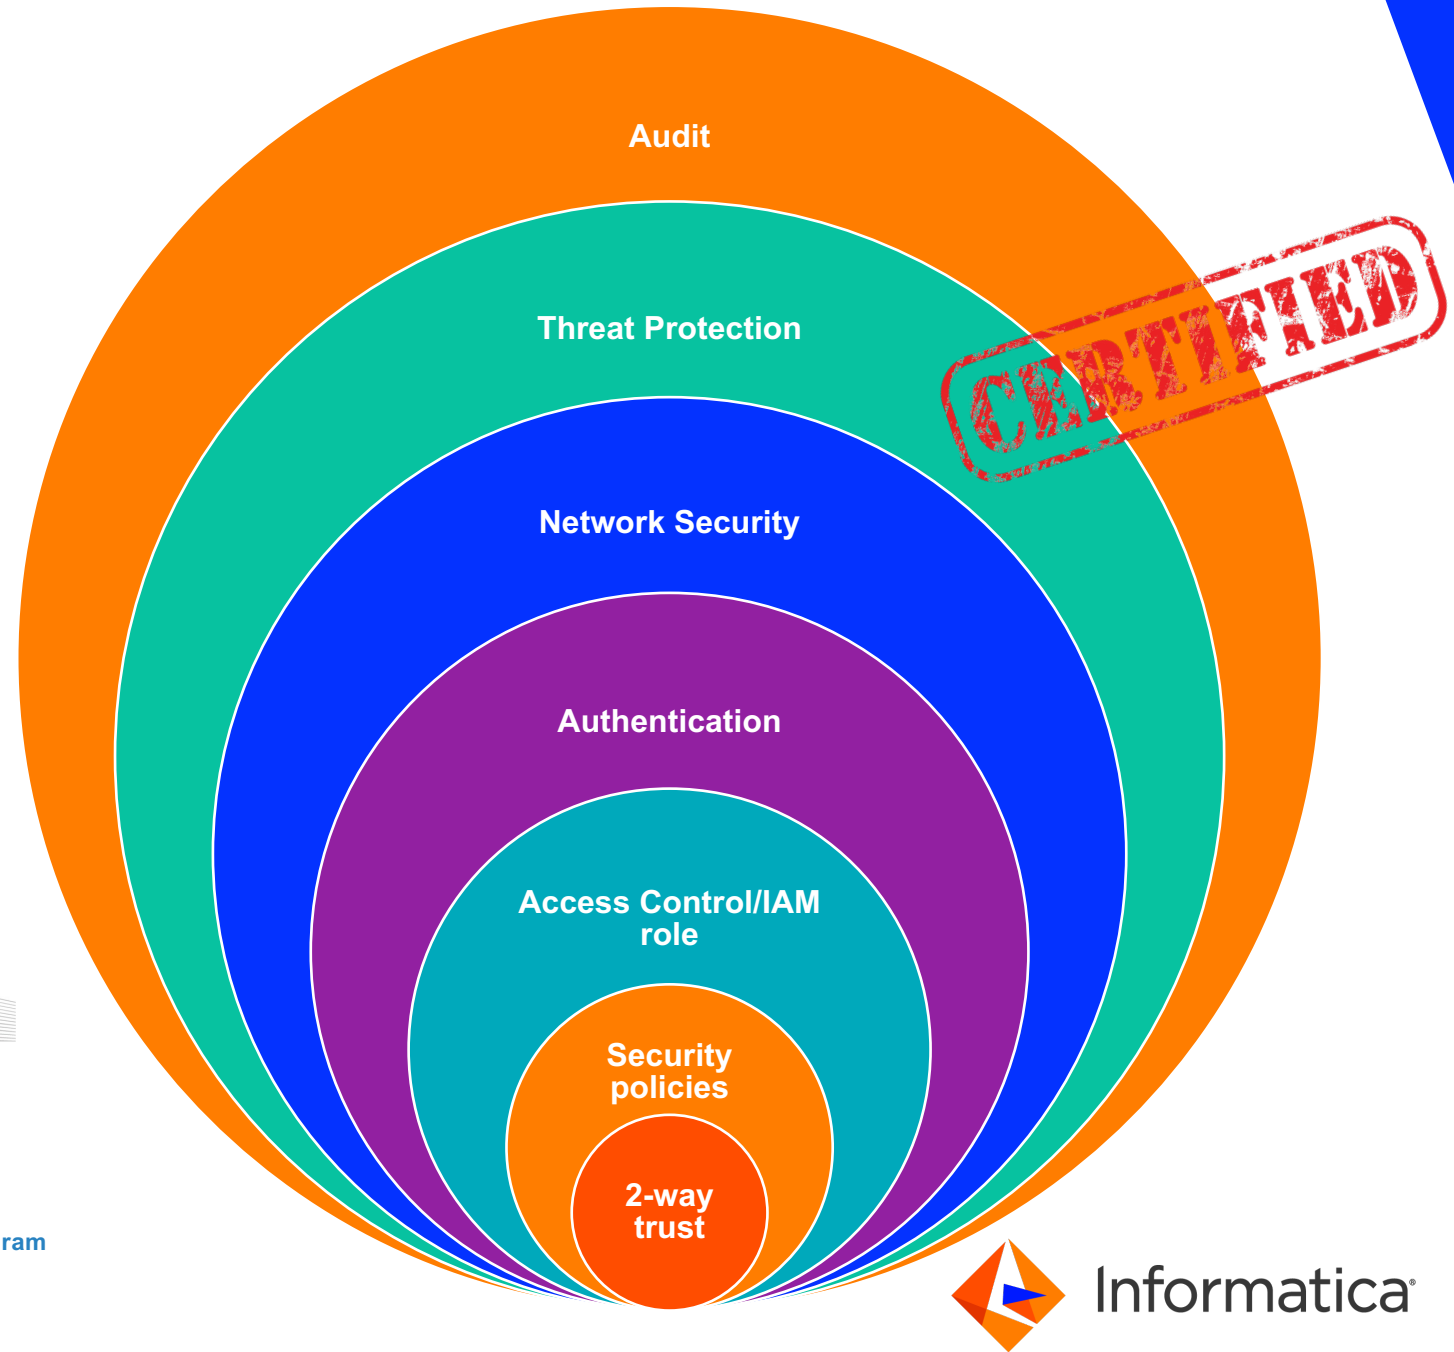 Audit
Threat Protection
CERTIFIED
Network Security
Authentication
Access Control/IAM
role
Security
policies
2-way
trust
ram
Informatica